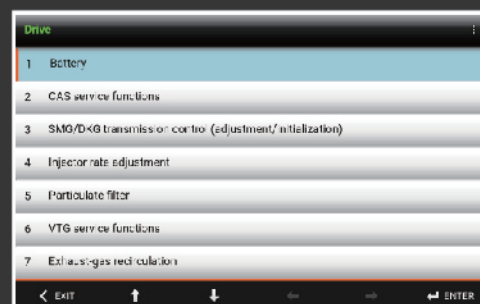 Drive
1 Battery
2 CAS service functions
3 SMG/DKG transmission control (adjustment/initialization)
4 Injector rate adjustment
5 Particulate filter
6 VTG service functions
7 Exhaust-gas recirculation
EXIT
ENTER